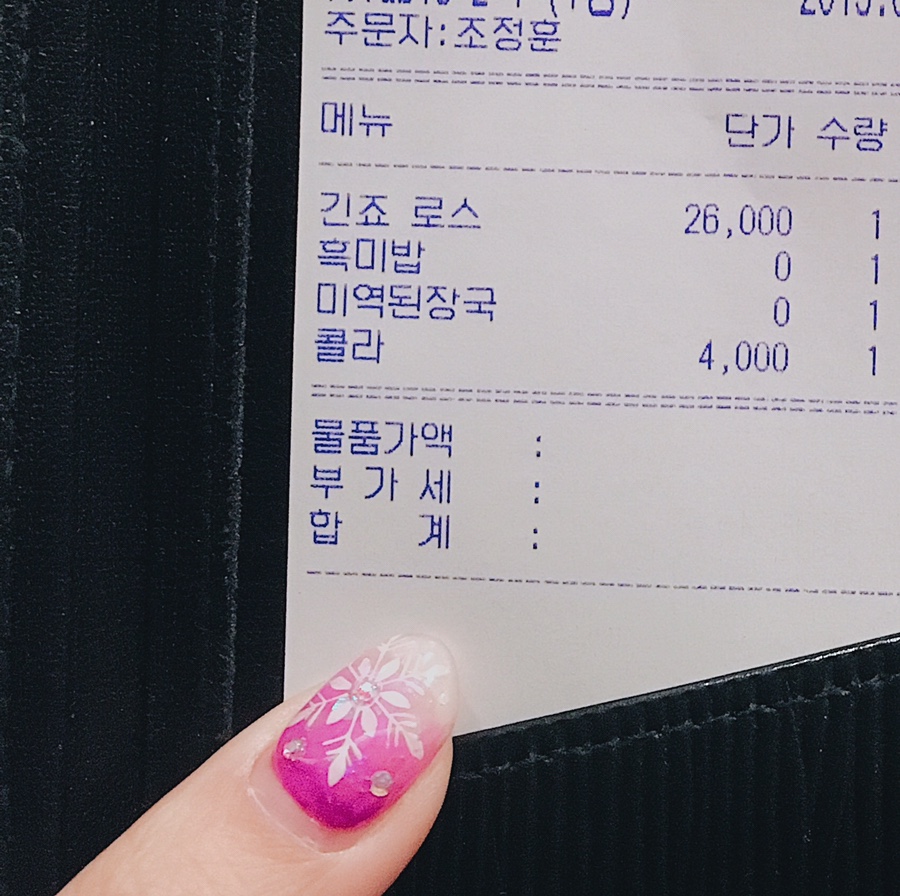 주문자:조정훈
메뉴 단가 수량
긴죠 로스 26,000 1
흑미밥 0 1
미역된장국 0 1
콜라 4,000 1
물품가액 :
부 가 세 :
합 계 :